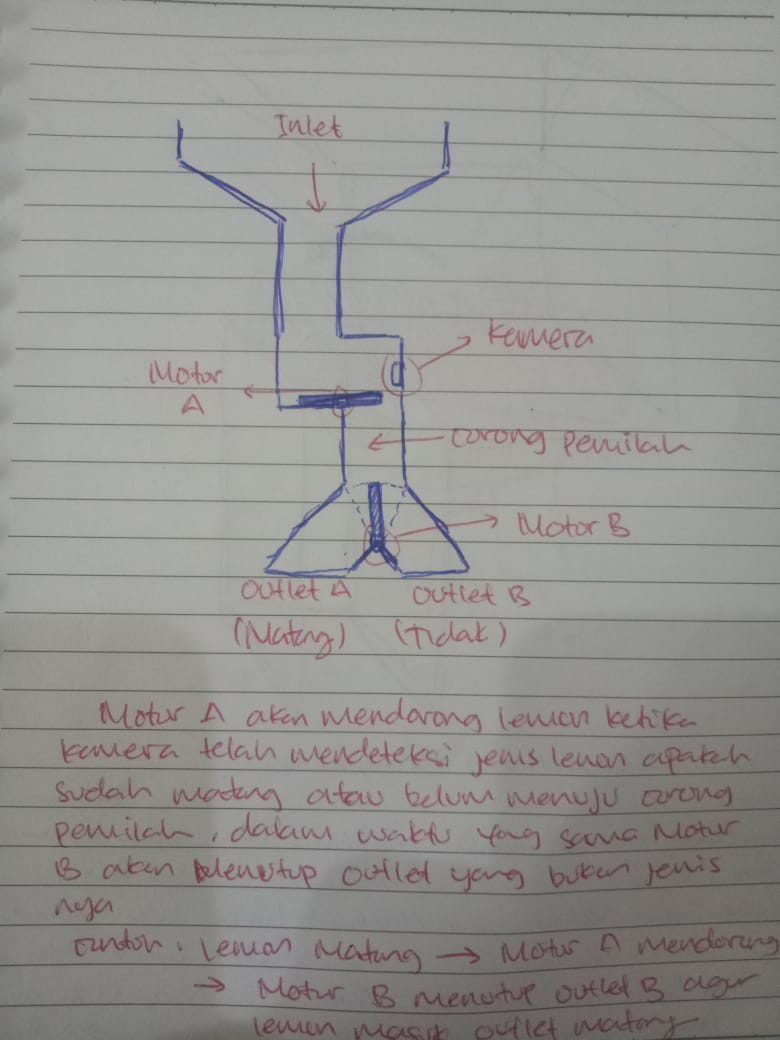 Inlet
Kamera
Motor
A
corong pemilah
Motor B
Outlet A
Outlet B
(Matang)
(Tidak)
Motor A akan mendorong lemon ketika
kamera telah mendeteksi jenis lemon apakah
sudah matang atau belum menuju corong
pemilah, dalam waktu yang sama Motor
B akan Menutup outlet yang bukan jenis
nya
Contoh : lemon Matang → Motor A mendorong
→ Motor B menutup outlet B agar
lemon masuk outlet matang